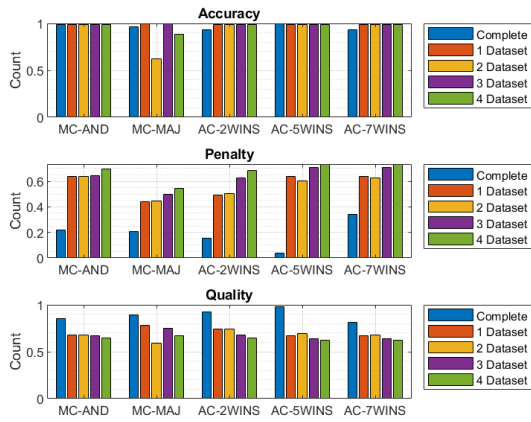 Accuracy
Count
1
0.5
0
MC-AND MC-MAJ AC-2WINS AC-5WINS AC-7WINS
Complete
1 Dataset
2 Dataset
3 Dataset
4 Dataset
Penalty
Count
0.6
0.4
0.2
0
MC-AND MC-MAJ AC-2WINS AC-5WINS AC-7WINS
Complete
1 Dataset
2 Dataset
3 Dataset
4 Dataset
Quality
Count
1
0.5
0
MC-AND MC-MAJ AC-2WINS AC-5WINS AC-7WINS
Complete
1 Dataset
2 Dataset
3 Dataset
4 Dataset